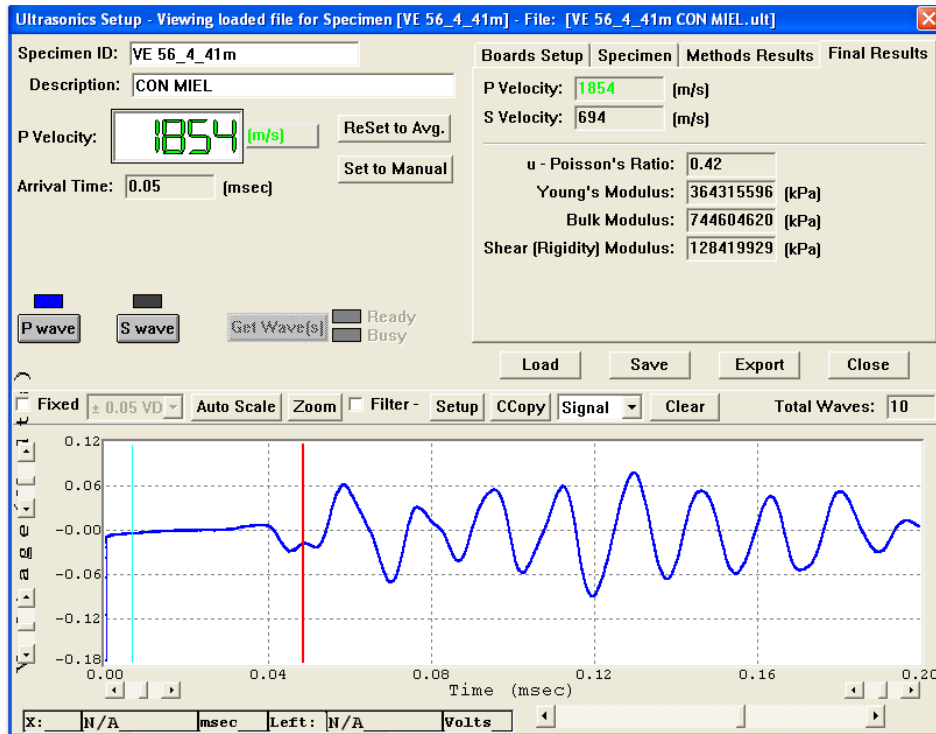 Ultrasonics Setup - Viewing loaded file for Specimen [VE 56_4_41m] - File: [VE 56_4_41m CON MIEL.ult]
Specimen ID: VE 56_4_41m
Description: CON MIEL
P Velocity: 1854 (m/s)
ReSet to Avg.
Set to Manual
Arrival Time: 0.05 (msec)
Boards Setup Specimen Methods Results Final Results
P Velocity: 1854 (m/s)
S Velocity: 694 (m/s)
u - Poisson's Ratio: 0.42
Young's Modulus: 364315596 (kPa)
Bulk Modulus: 744604620 (kPa)
Shear (Rigidity) Modulus: 128419929 (kPa)
P wave S wave Get Wave(s) Ready
Busy
Load Save Export Close
Fixed ± 0.05 VD Auto Scale Zoom Filter - Setup CCopy Signal Clear Total Waves: 10
0.12
0.06
-0.00
-0.06
-0.12
-0.18
0.00 0.04 0.08 0.12 0.16 0.20
Time (msec)
X: N/A msec Left: N/A Volts